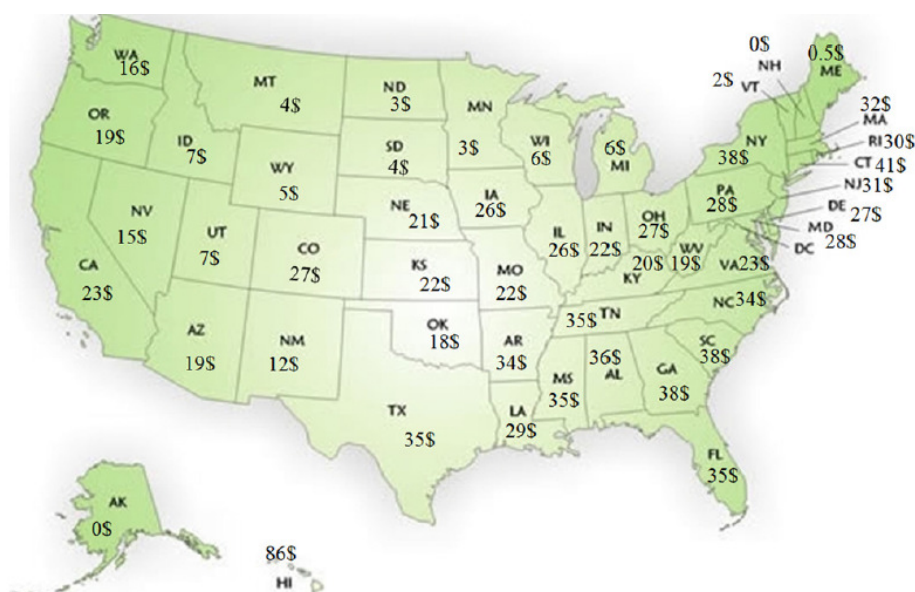 WA
16$
OR
19$
CA
23$
NV
15$
ID
7$
MT
4$
WY
5$
UT
7$
CO
27$
AZ
19$
NM
12$
ND
3$
SD
4$
NE
21$
KS
22$
OK
18$
TX
35$
MN
3$
IA
26$
MO
22$
AR
34$
LA
29$
WI
6$
IL
26$
6$
MI
IN
22$
OH
27$
20$
KY
35$ TN
MS
35$
36$
AL
GA
38$
FL
35$
SC
38$
NC 34$
VA 23$
WV
19$
PA
28$
NY
38$
2$
VT
0$
NH
0.5$
ME
32$
MA
RI 30$
CT 41$
NJ 31$
DE
27$
MD
28$
DC
AK
0$
86$
HI